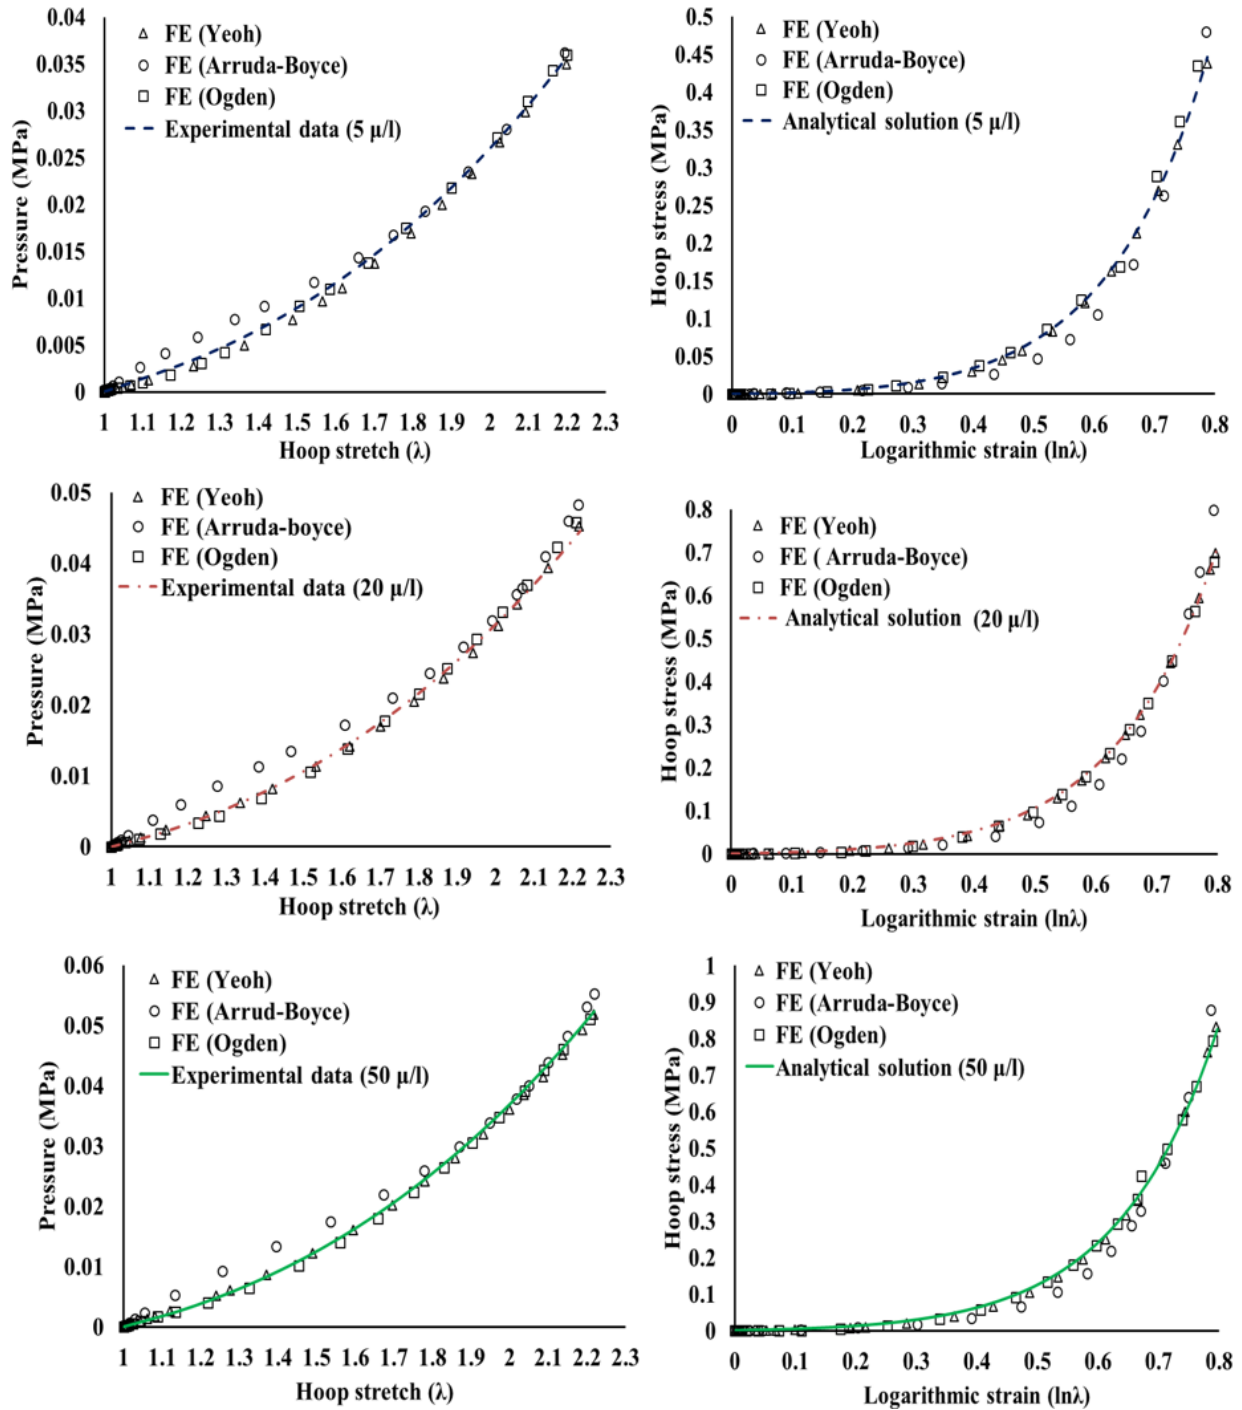 0.04
0.035
0.03
0.025
0.02
0.015
0.01
0.005
0
Pressure (MPa)
FE (Yeoh)
FE (Arruda-Boyce)
FE (Ogden)
Experimental data (5 µ/l)
1 1.1 1.2 1.3 1.4 1.5 1.6 1.7 1.8 1.9 2 2.1 2.2 2.3
Hoop stretch (λ)
0.5
0.45
0.4
0.35
0.3
0.25
0.2
0.15
0.1
0.05
0
Hoop stress (MPa)
FE (Yeoh)
FE (Arruda-Boyce)
FE (Ogden)
Analytical solution (5 µ/l)
0 0.1 0.2 0.3 0.4 0.5 0.6 0.7 0.8
Logarithmic strain (lnλ)
0.05
0.04
0.03
0.02
0.01
0
Pressure (MPa)
FE (Yeoh)
FE (Arruda-boyce)
FE (Ogden)
Experimental data (20 µ/l)
1 1.1 1.2 1.3 1.4 1.5 1.6 1.7 1.8 1.9 2 2.1 2.2 2.3
Hoop stretch (λ)
0.8
0.7
0.6
0.5
0.4
0.3
0.2
0.1
0
Hoop stress (MPa)
FE (Yeoh)
FE ( Arruda-Boyce)
FE (Ogden)
Analytical solution (20 µ/l)
0 0.1 0.2 0.3 0.4 0.5 0.6 0.7 0.8
Logarithmic strain (lnλ)
0.06
0.05
0.04
0.03
0.02
0.01
0
Pressure (MPa)
FE (Yeoh)
FE (Arrud-Boyce)
FE (Ogden)
Experimental data (50 µ/l)
1 1.1 1.2 1.3 1.4 1.5 1.6 1.7 1.8 1.9 2 2.1 2.2 2.3
Hoop stretch (λ)
1
0.9
0.8
0.7
0.6
0.5
0.4
0.3
0.2
0.1
0
Hoop stress (MPa)
FE (Yeoh)
FE (Arruda-Boyce)
FE (Ogden)
Analytical solution (50 µ/l)
0 0.1 0.2 0.3 0.4 0.5 0.6 0.7 0.8
Logarithmic strain (lnλ)